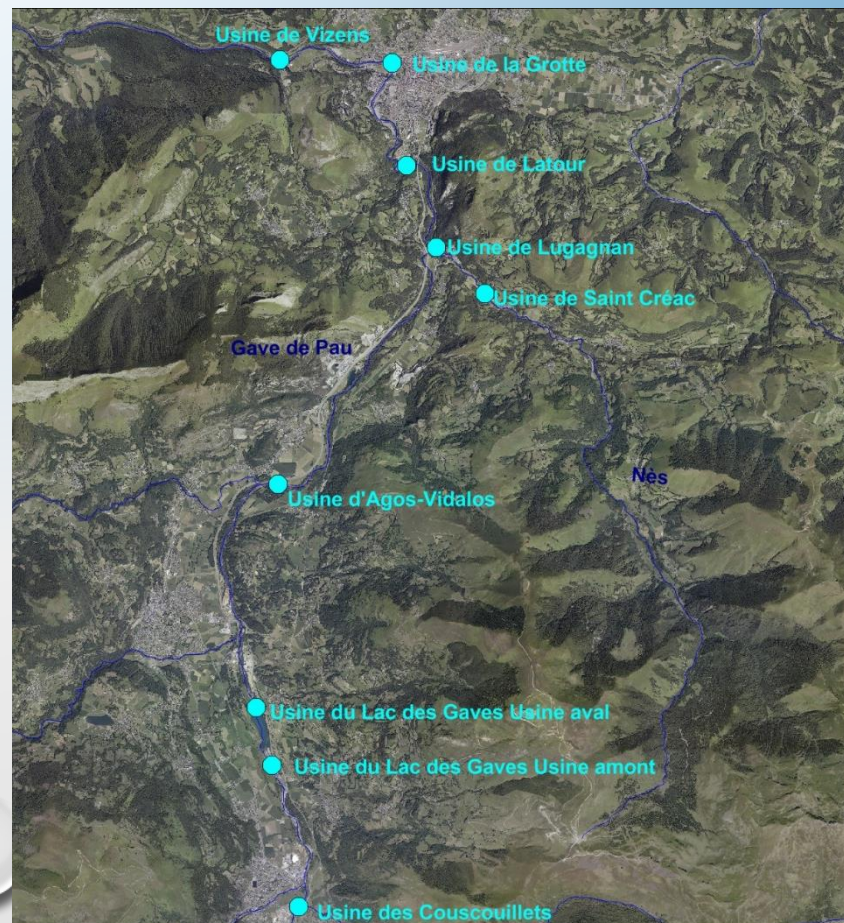 Usine de Vizens
Usine de la Grotte
Usine de Latour
Usine de Lugagnan
Usine de Saint Créac
Gave de Pau
Nès
Usine d'Agos-Vidalos
Usine du Lac des Gaves Usine aval
Usine du Lac des Gaves Usine amont
Usine des Couscouillets